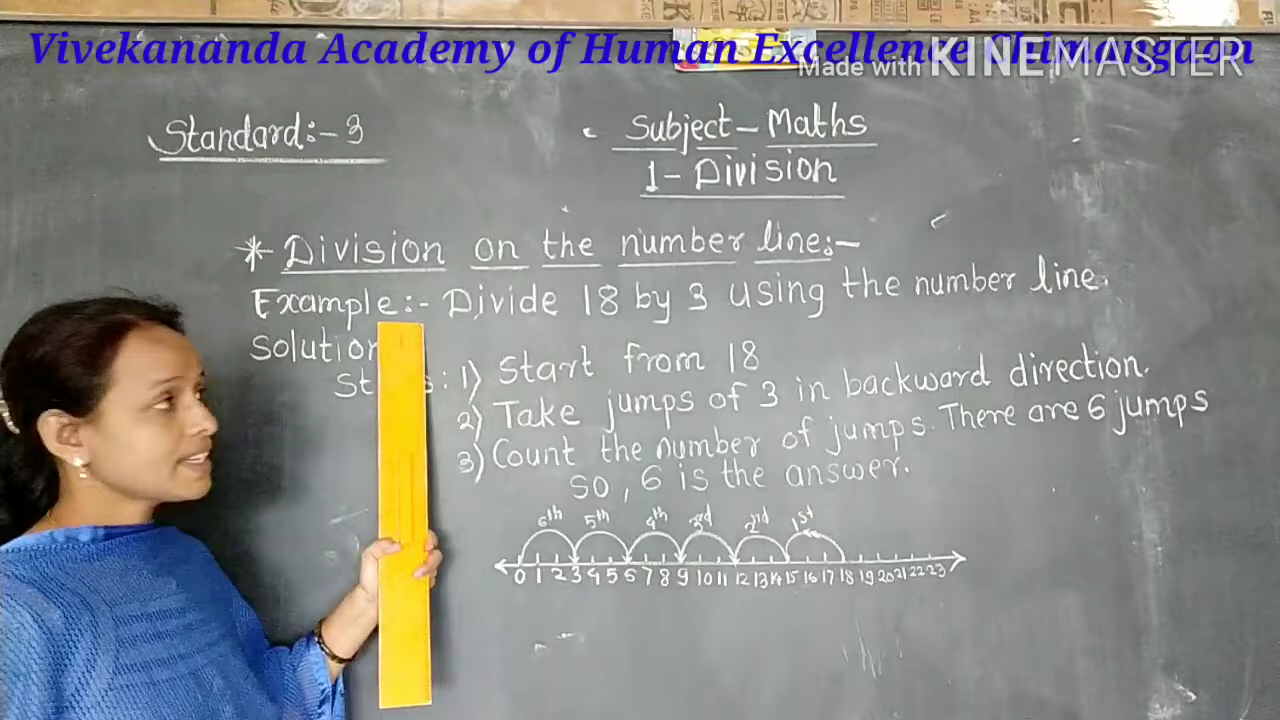 Vivekananda Academy of Human Excellence Shimangaon
Made with KINEMASTER
Standard:- 3
Subject - Maths
1- Division
* Division on the number line:-
Example:- Divide 18 by 3 using the number line.
Solution
1) Start from 18
2) Take jumps of 3 in backward direction.
3) Count the number of jumps. There are 6 jumps
so, 6 is the answer.
6th 5th 4th 3rd 2nd 1st
0 1 2 3 4 5 6 7 8 9 10 11 12 13 14 15 16 17 18 19 20 21 22 23